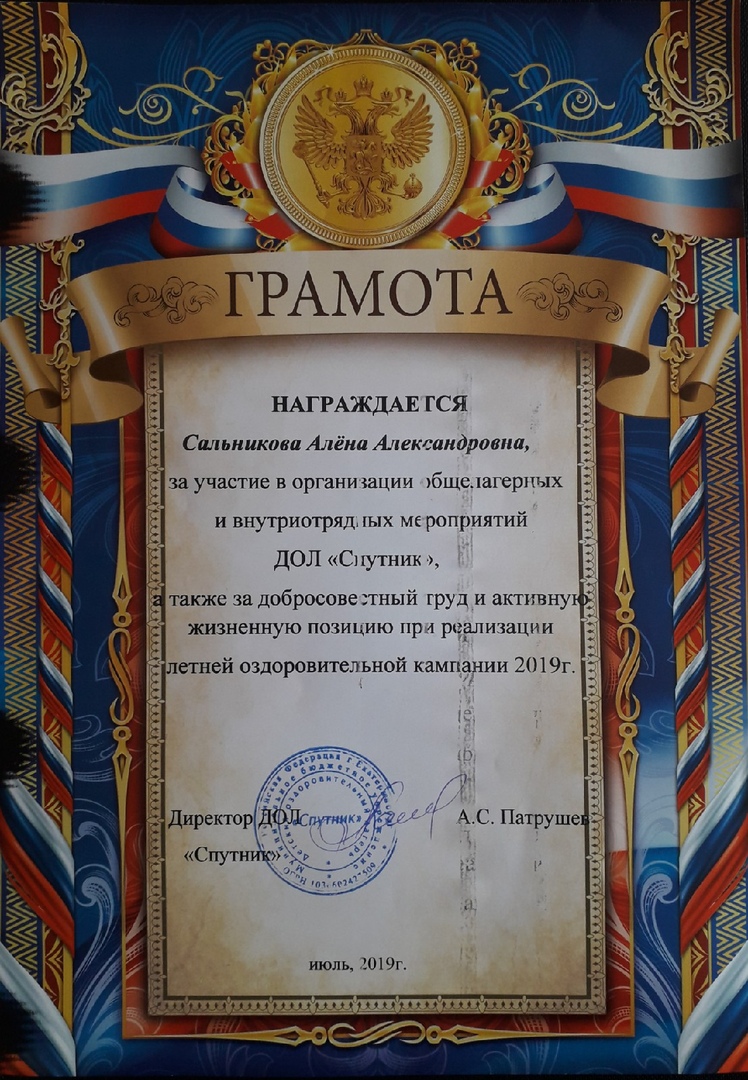 ГРАМОТА
НАГРАЖДАЕТСЯ
Сальникова Алёна Александровна,
за участие в организации общелагерных
и внутриотрядных мероприятий
ДОЛ «Спутник»,
а также за добросовестный труд и активную
жизненную позицию при реализации
летней оздоровительной кампании 2019г.
Директор ДОЛ
«Спутник»
А.С. Патрушев
«Спутник»
июль, 2019г.